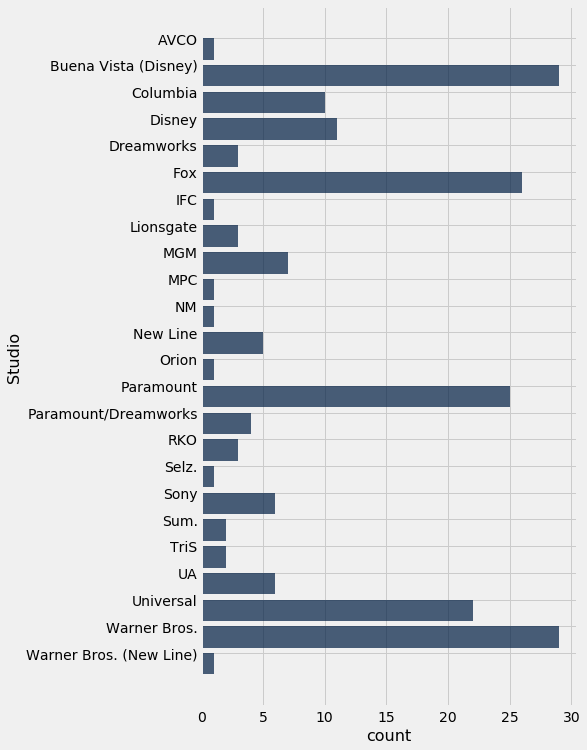 AVCO
Buena Vista (Disney)
Columbia
Disney
Dreamworks
Fox
IFC
Lionsgate
MGM
MPC
NM
New Line
Orion
Paramount
Paramount/Dreamworks
RKO
Selz.
Sony
Sum.
TriS
UA
Universal
Warner Bros.
Warner Bros. (New Line)
Studio
0 5 10 15 20 25 30
count